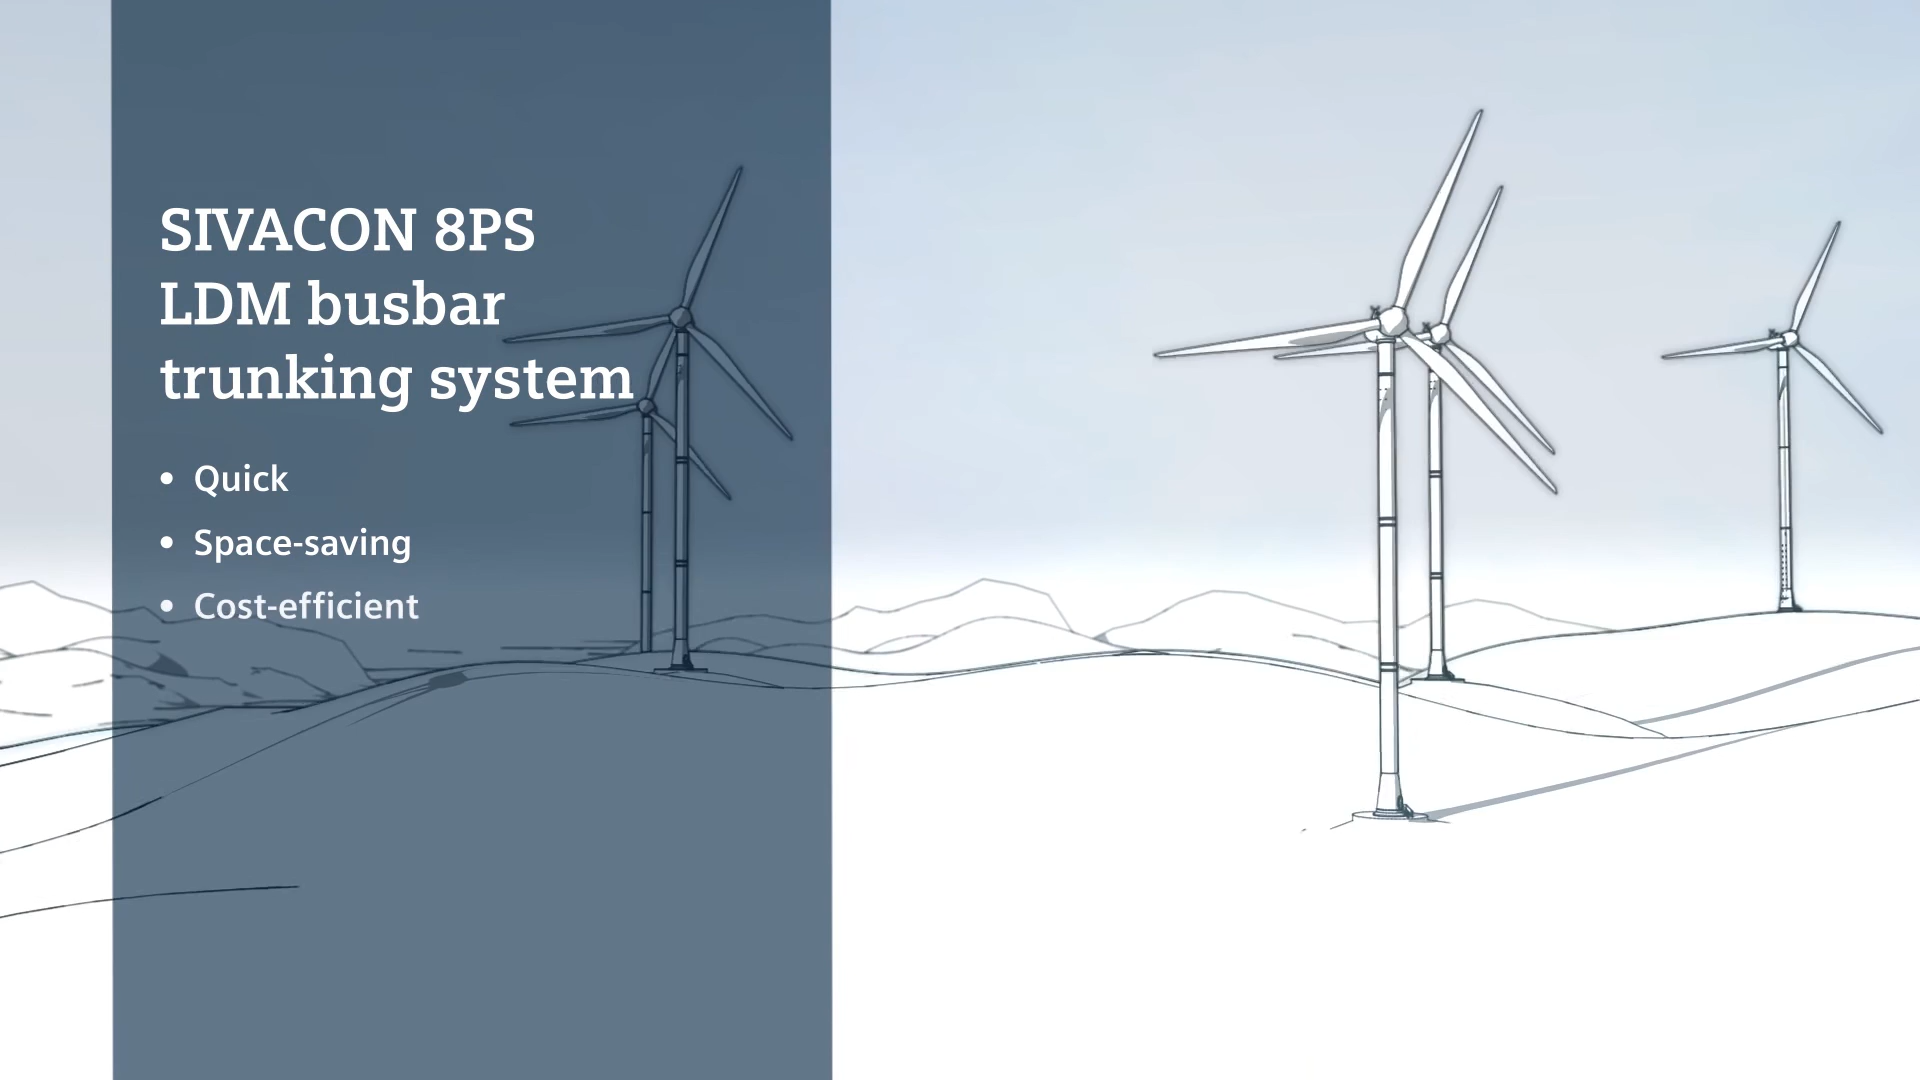 SIVACON 8PS
LDM busbar
trunking system
• Quick
• Space-saving
• Cost-efficient